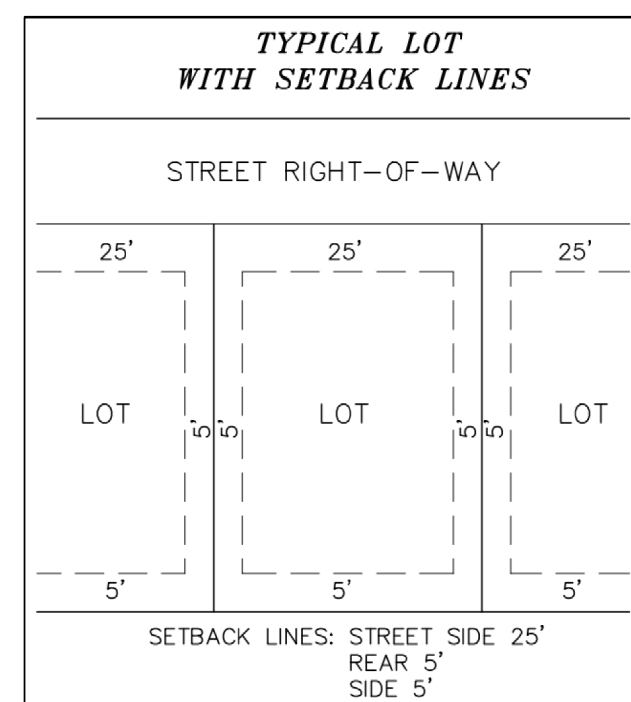 TYPICAL LOT
WITH SETBACK LINES
STREET RIGHT-OF-WAY
25' 25' 25'
LOT 5' 5' LOT 5' 5' LOT
5' 5' 5'
SETBACK LINES: STREET SIDE 25'
REAR 5'
SIDE 5'